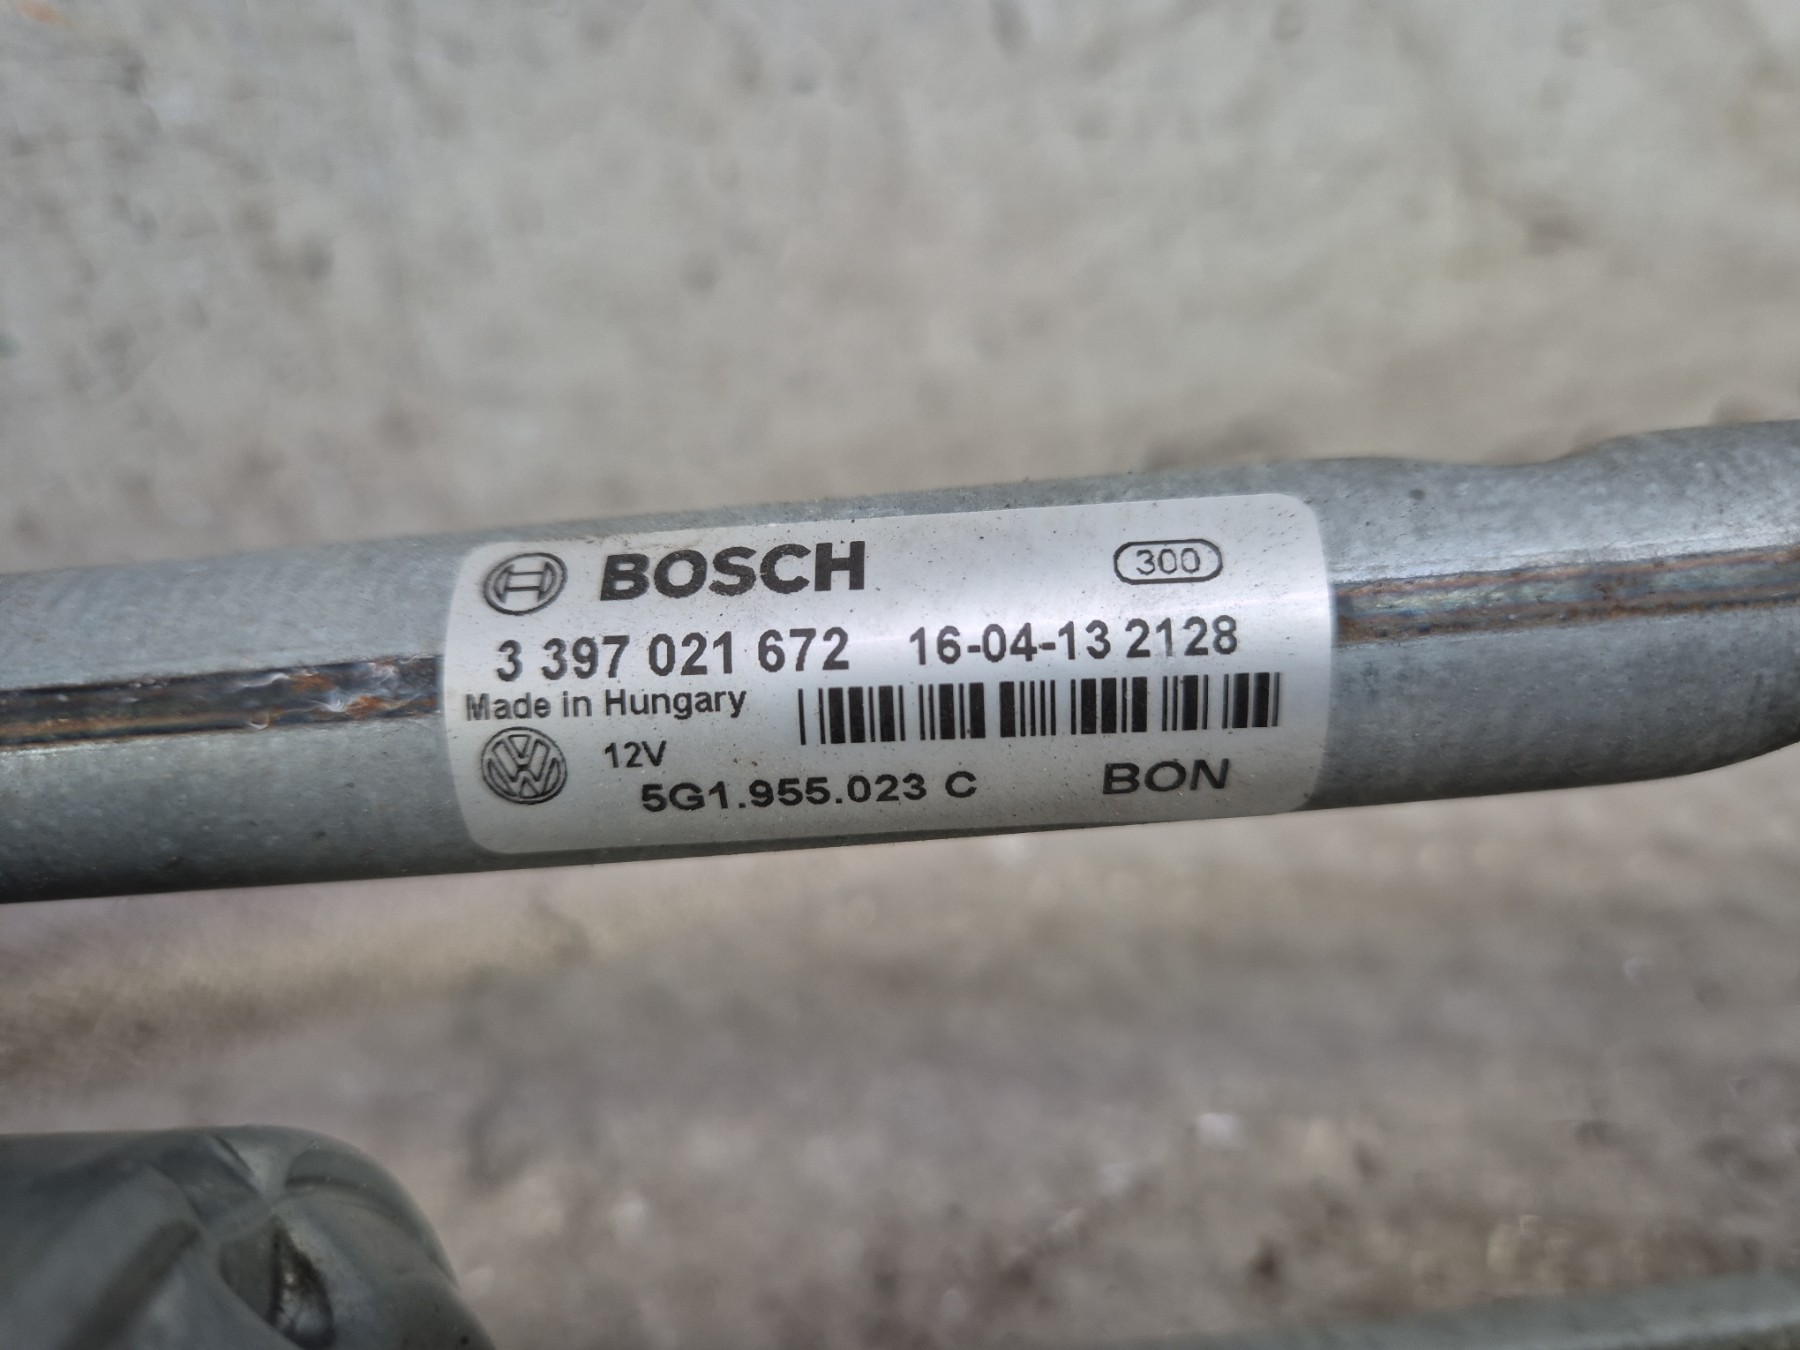 BOSCH 300
3 397 021 672 16-04-13 2128
Made in Hungary
12V
5G1.955.023 C BON